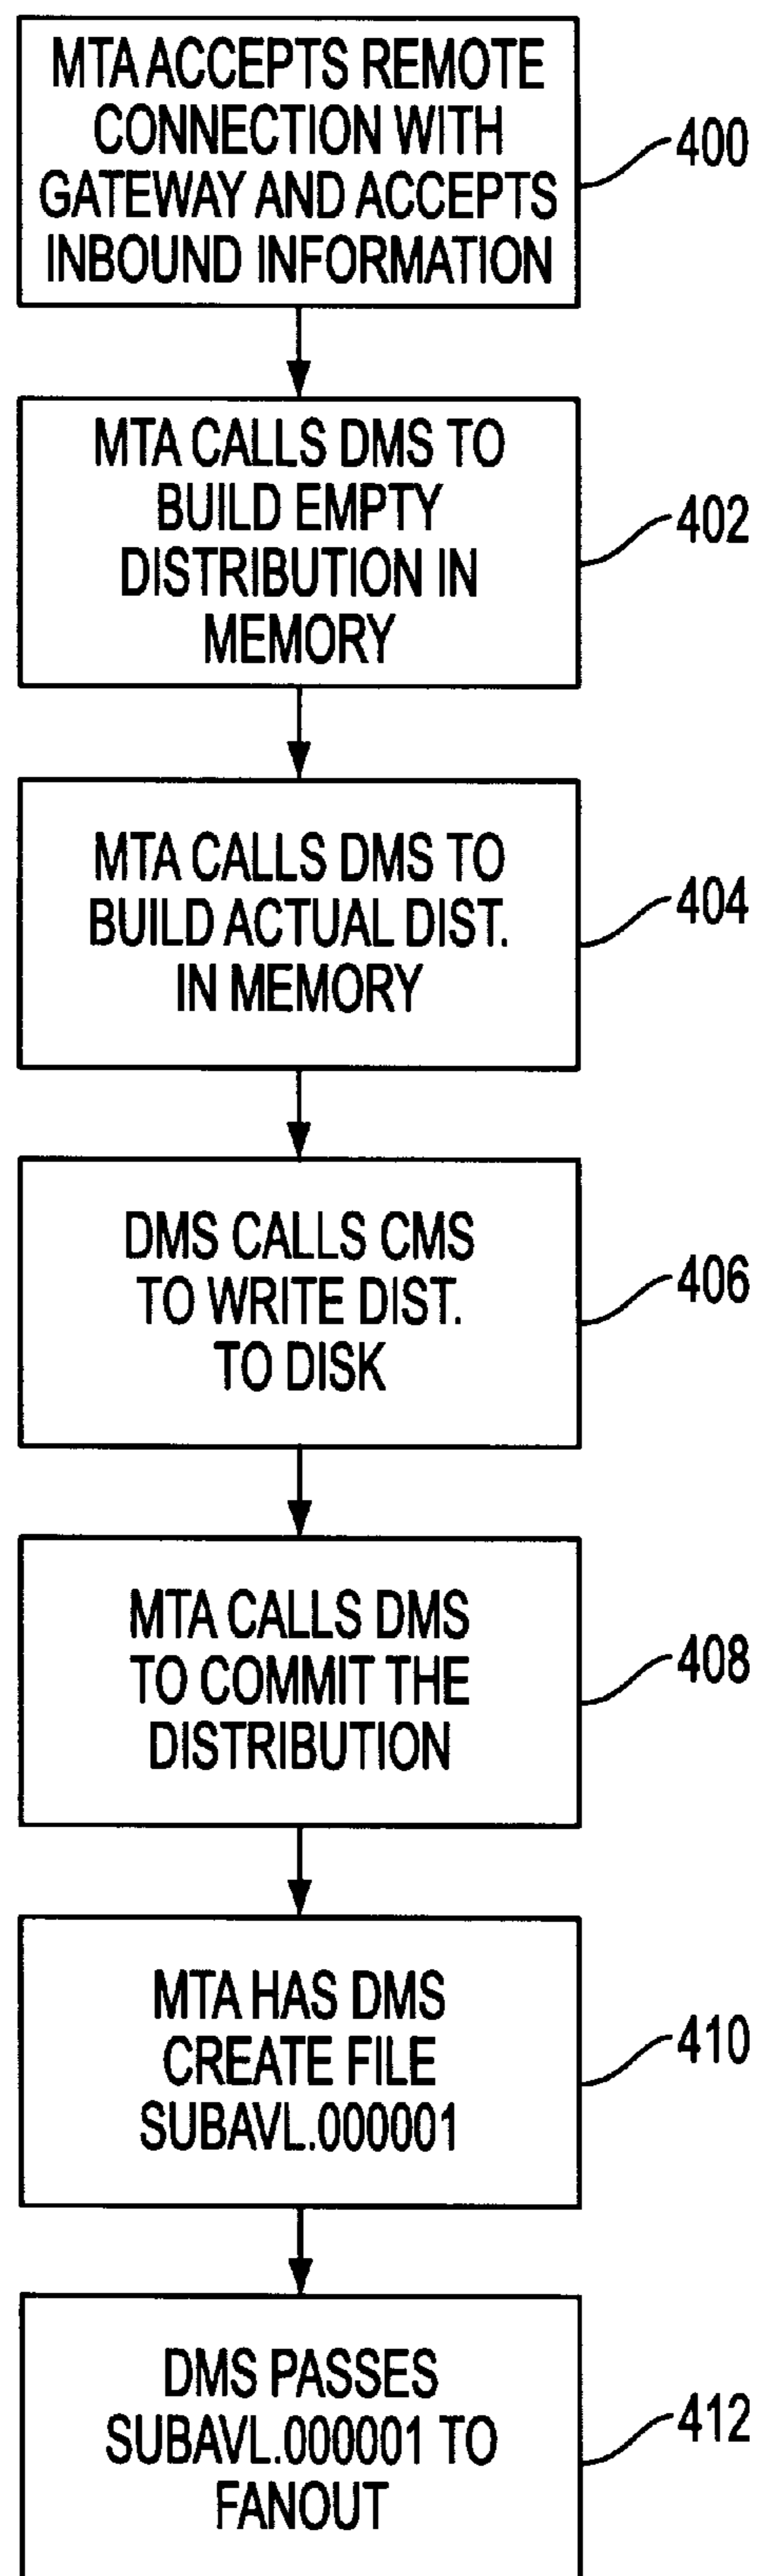 MTA ACCEPTS REMOTE
CONNECTION WITH
GATEWAY AND ACCEPTS
INBOUND INFORMATION
400
MTA CALLS DMS TO
BUILD EMPTY
DISTRIBUTION IN
MEMORY
402
MTA CALLS DMS TO
BUILD ACTUAL DIST.
IN MEMORY
404
DMS CALLS CMS
TO WRITE DIST.
TO DISK
406
MTA CALLS DMS
TO COMMIT THE
DISTRIBUTION
408
MTA HAS DMS
CREATE FILE
SUBAVL.000001
410
DMS PASSES
SUBAVL.000001 TO
FANOUT
412